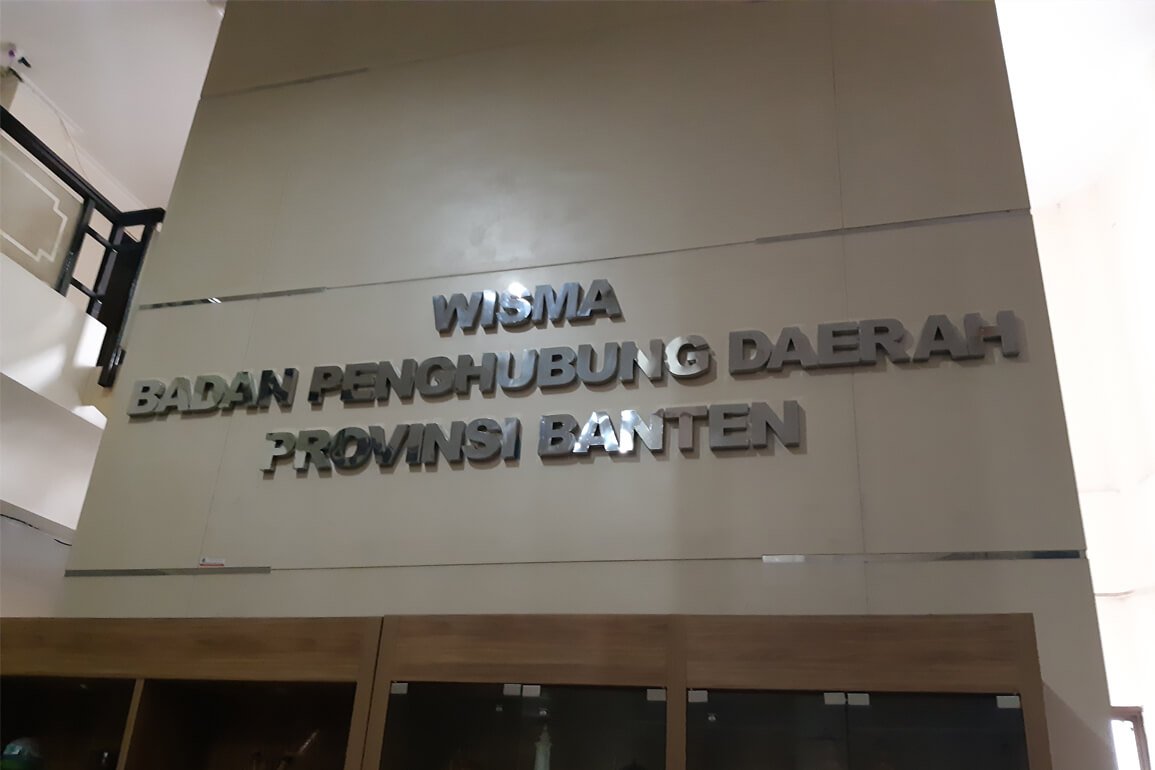 WISMA
BADAN PENGHUBUNG DAERAH
PROVINSI BANTEN